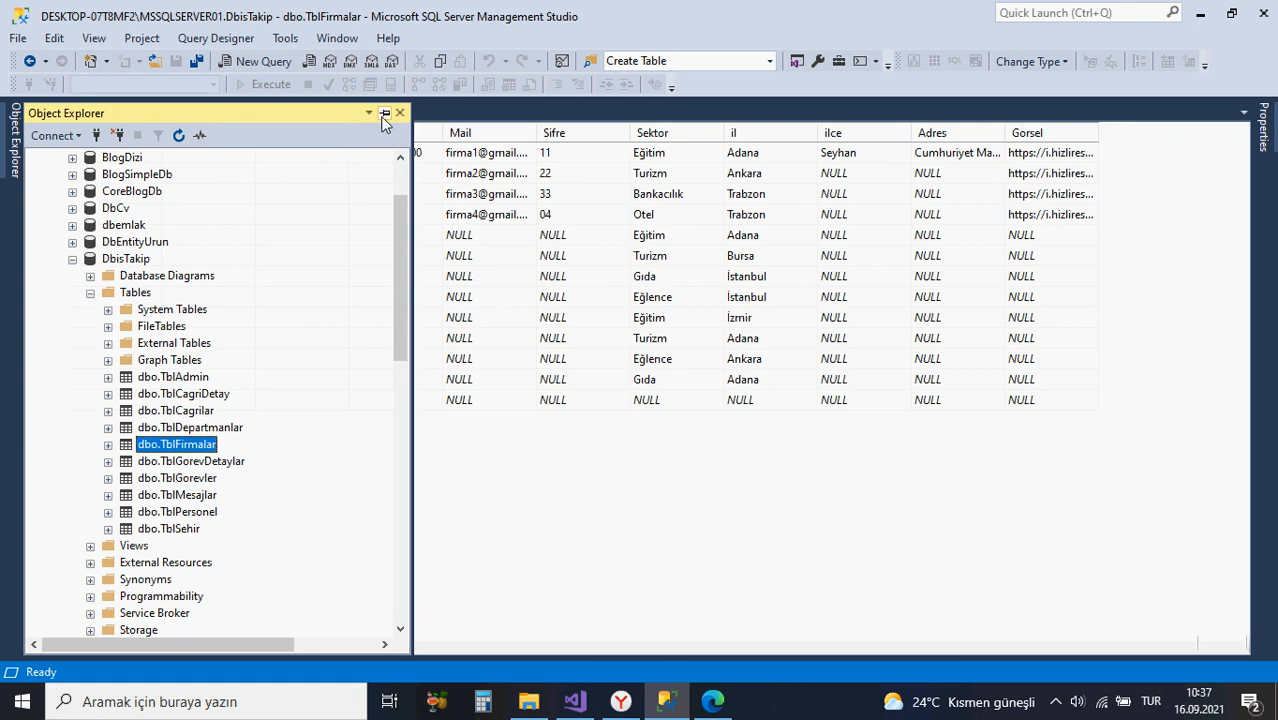 DESKTOP-07T8MF2\MSSQLSERVER01.DbisTakip - dbo.TblFirmalar - Microsoft SQL Server Management Studio
Quick Launch (Ctrl+Q)
File Edit View Project Query Designer Tools Window Help
New Query Create Table Change Type
Execute
Object Explorer
Object Explorer
Properties
Connect
BlogDizi
BlogSimpleDb
CoreBlogDb
DbCv
dbemlak
DbEntityUrun
DbisTakip
Database Diagrams
Tables
System Tables
FileTables
External Tables
Graph Tables
dbo.TblAdmin
dbo.TblCagriDetay
dbo.TblCagrilar
dbo.TblDepartmanlar
dbo.TblFirmalar
dbo.TblGorevDetaylar
dbo.TblGorevler
dbo.TblMesajlar
dbo.TblPersonel
dbo.TblSehir
Views
External Resources
Synonyms
Programmability
Service Broker
Storage
Mail Sifre Sektor il ilce Adres Gorsel
firma1@gmail.... 11 Eğitim Adana Seyhan Cumhuriyet Ma... https://i.hizlires...
firma2@gmail.... 22 Turizm Ankara NULL NULL https://i.hizlires...
firma3@gmail.... 33 Bankacılık Trabzon NULL NULL https://i.hizlires...
firma4@gmail.... 04 Otel Trabzon NULL NULL https://i.hizlires...
NULL NULL Eğitim Adana NULL NULL NULL
NULL NULL Turizm Bursa NULL NULL NULL
NULL NULL Gıda İstanbul NULL NULL NULL
NULL NULL Eğlence İstanbul NULL NULL NULL
NULL NULL Eğitim İzmir NULL NULL NULL
NULL NULL Turizm Adana NULL NULL NULL
NULL NULL Eğlence Ankara NULL NULL NULL
NULL NULL Gıda Adana NULL NULL NULL
NULL NULL NULL NULL NULL NULL NULL
Ready
Aramak için buraya yazın
24°C Kısmen güneşli
TUR
10:37
16.09.2021
2